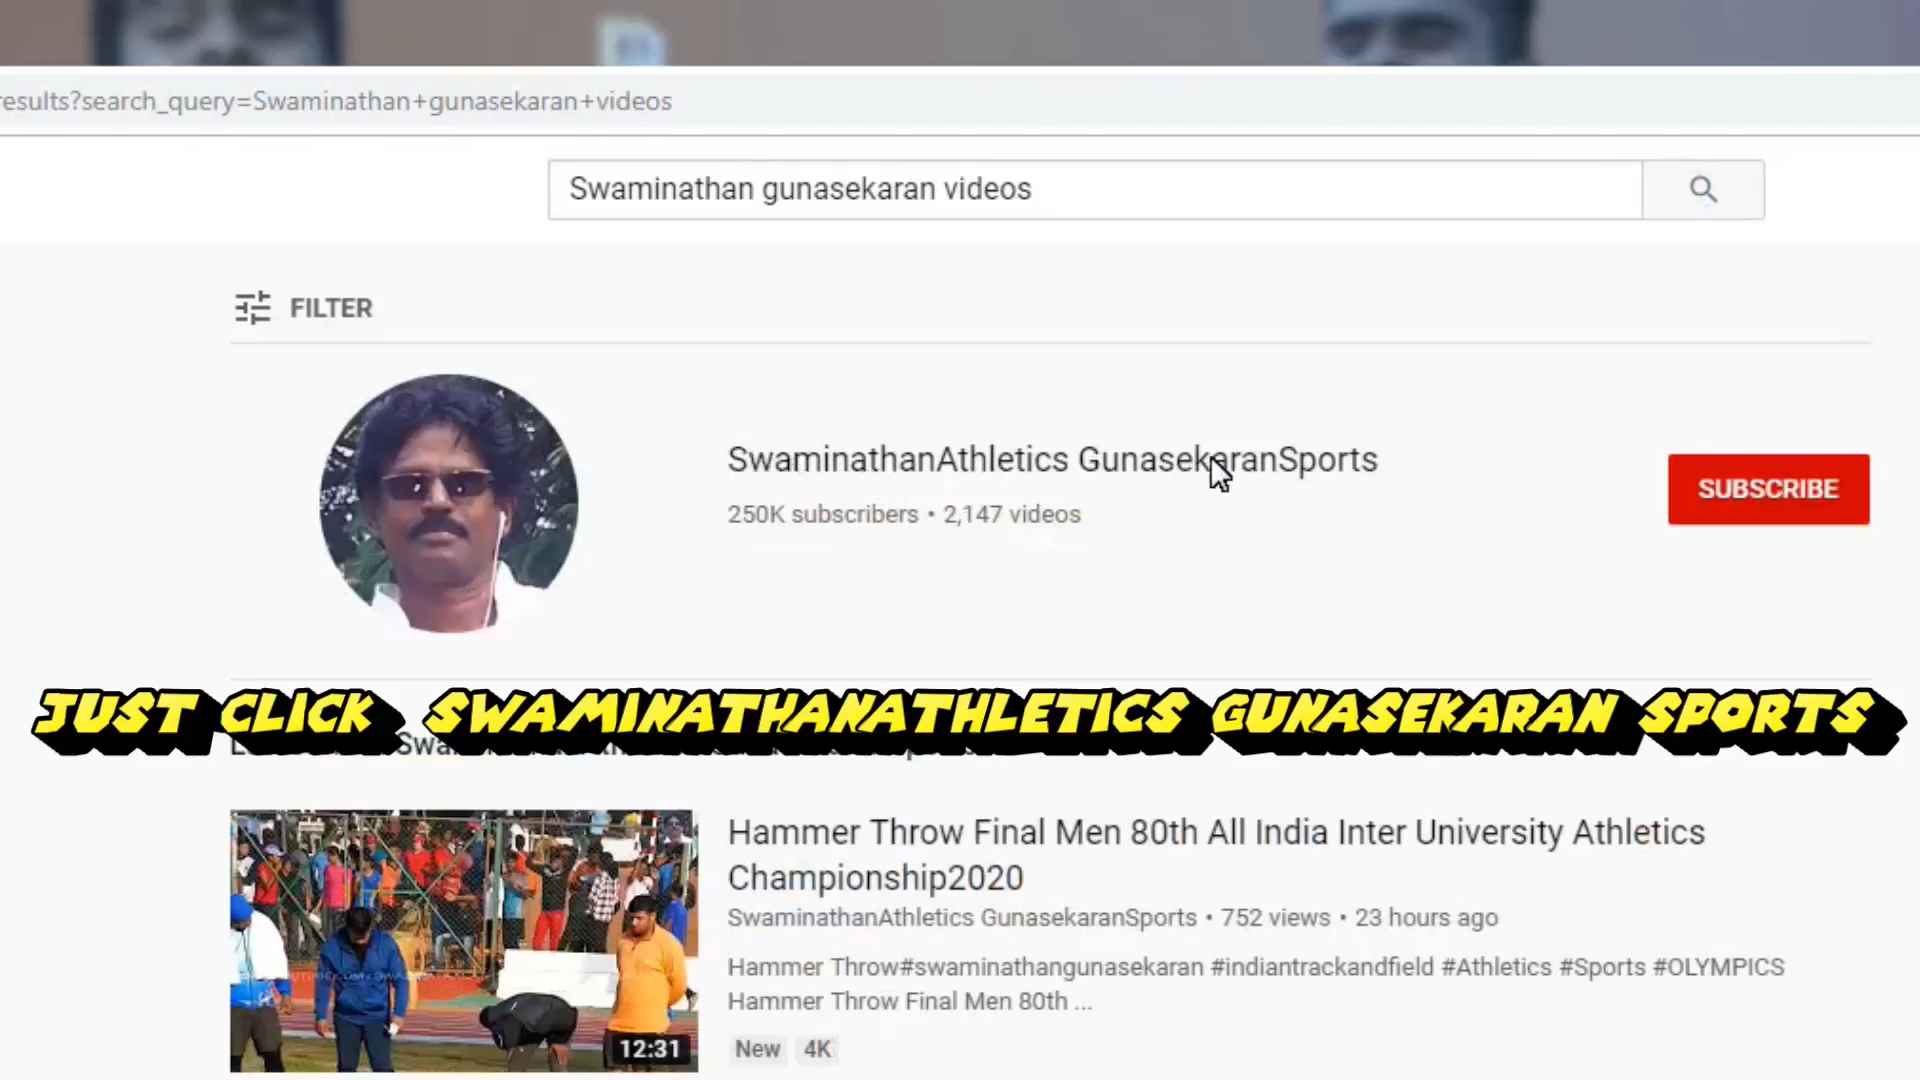 results?search_query=Swaminathan+gunasekaran+videos
Swaminathan gunasekaran videos
FILTER
SwaminathanAthletics GunasekaranSports
250K subscribers • 2,147 videos
SUBSCRIBE
JUST CLICK SWAMINATHANATHLETICS GUNASEKARAN SPORTS
Hammer Throw Final Men 80th All India Inter University Athletics
Championship2020
SwaminathanAthletics GunasekaranSports • 752 views • 23 hours ago
Hammer Throw#swaminathangunasekaran #indiantrackandfield #Athletics #Sports #OLYMPICS
Hammer Throw Final Men 80th ...
12:31
New 4K